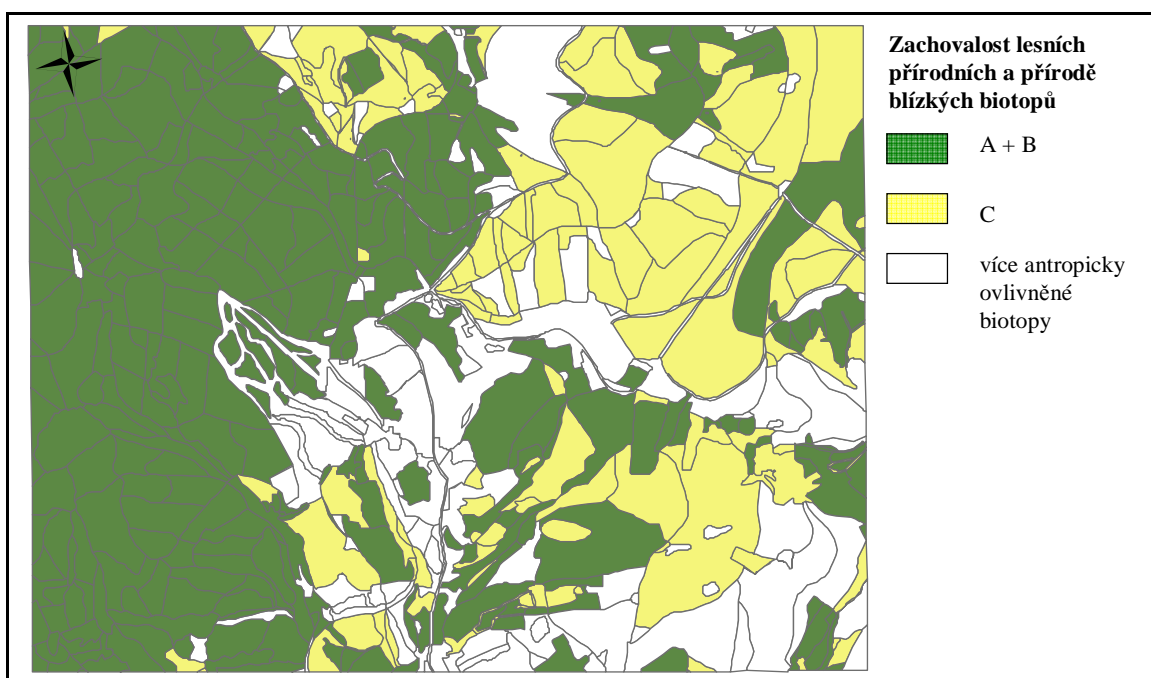 Zachovalost lesních
přírodních a přírodě
blízkých biotopů
A + B
C
více antropicky
ovlivněné
biotopy